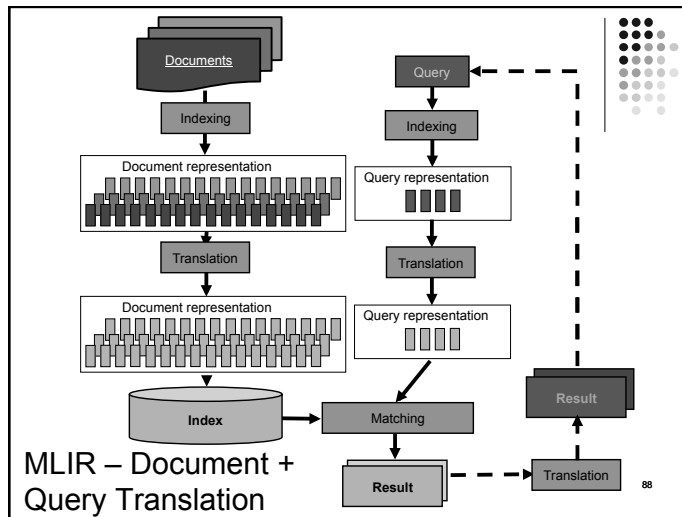 Documents
Indexing
Document representation
Translation
Document representation
Index
Query
Indexing
Query representation
Translation
Query representation
Matching
Result
Translation
Result
MLIR – Document +
Query Translation
88